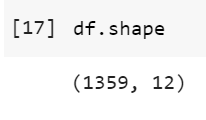 [17] df.shape
(1359, 12)